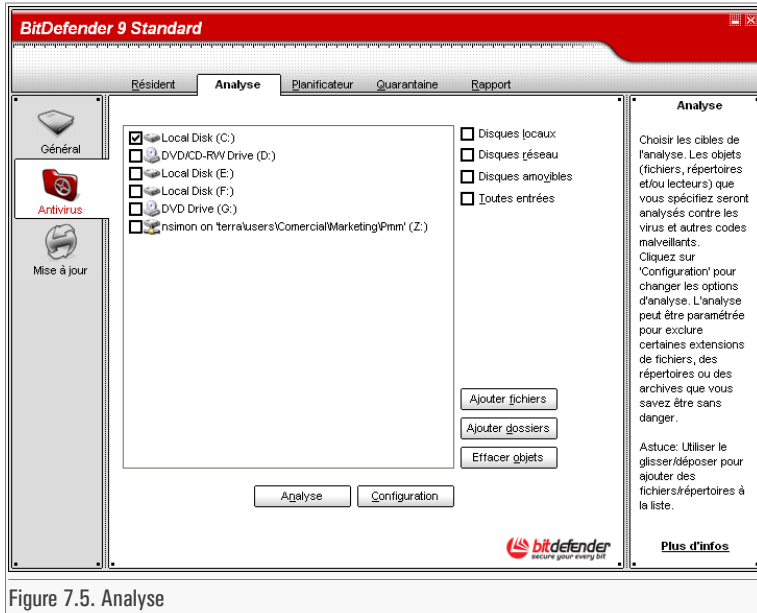 BitDefender 9 Standard
Résident Analyse Planificateur Quarantaine Rapport
Général
Antivirus
Mise à jour
Local Disk (C:)
DVD/CD-RW Drive (D:)
Local Disk (E:)
Local Disk (F:)
DVD Drive (G:)
nsimon on 'terra\users\Comercial\Marketing\Pmm' (Z:)
Disques locaux
Disques réseau
Disques amovibles
Toutes entrées
Ajouter fichiers
Ajouter dossiers
Effacer objets
Analyse Configuration
bitdefender
secure your every bit
Analyse
Choisir les cibles de
l'analyse. Les objets
(fichiers, répertoires
et/ou lecteurs) que
vous spécifiez seront
analysés contre les
virus et autres codes
malveillants.
Cliquez sur
'Configuration' pour
changer les options
d'analyse. L'analyse
peut être paramétrée
pour exclure
certaines extensions
de fichiers, des
répertoires ou des
archives que vous
savez être sans
danger.
Astuce: Utiliser le
glisser/déposer pour
ajouter des
fichiers/répertoires à
la liste.
Plus d'infos
Figure 7.5. Analyse